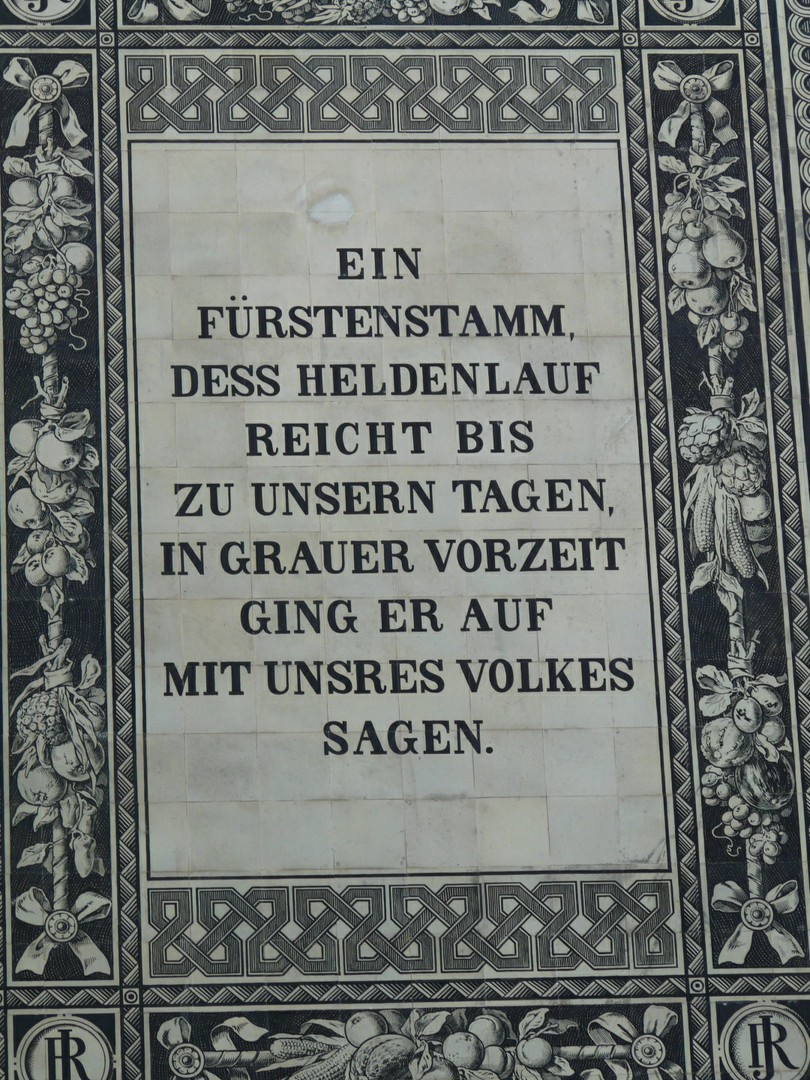 EIN
FÜRSTENSTAMM,
DESS HELDENLAUF
REICHT BIS
ZU UNSERN TAGEN,
IN GRAUER VORZEIT
GING ER AUF
MIT UNSRES VOLKES
SAGEN.